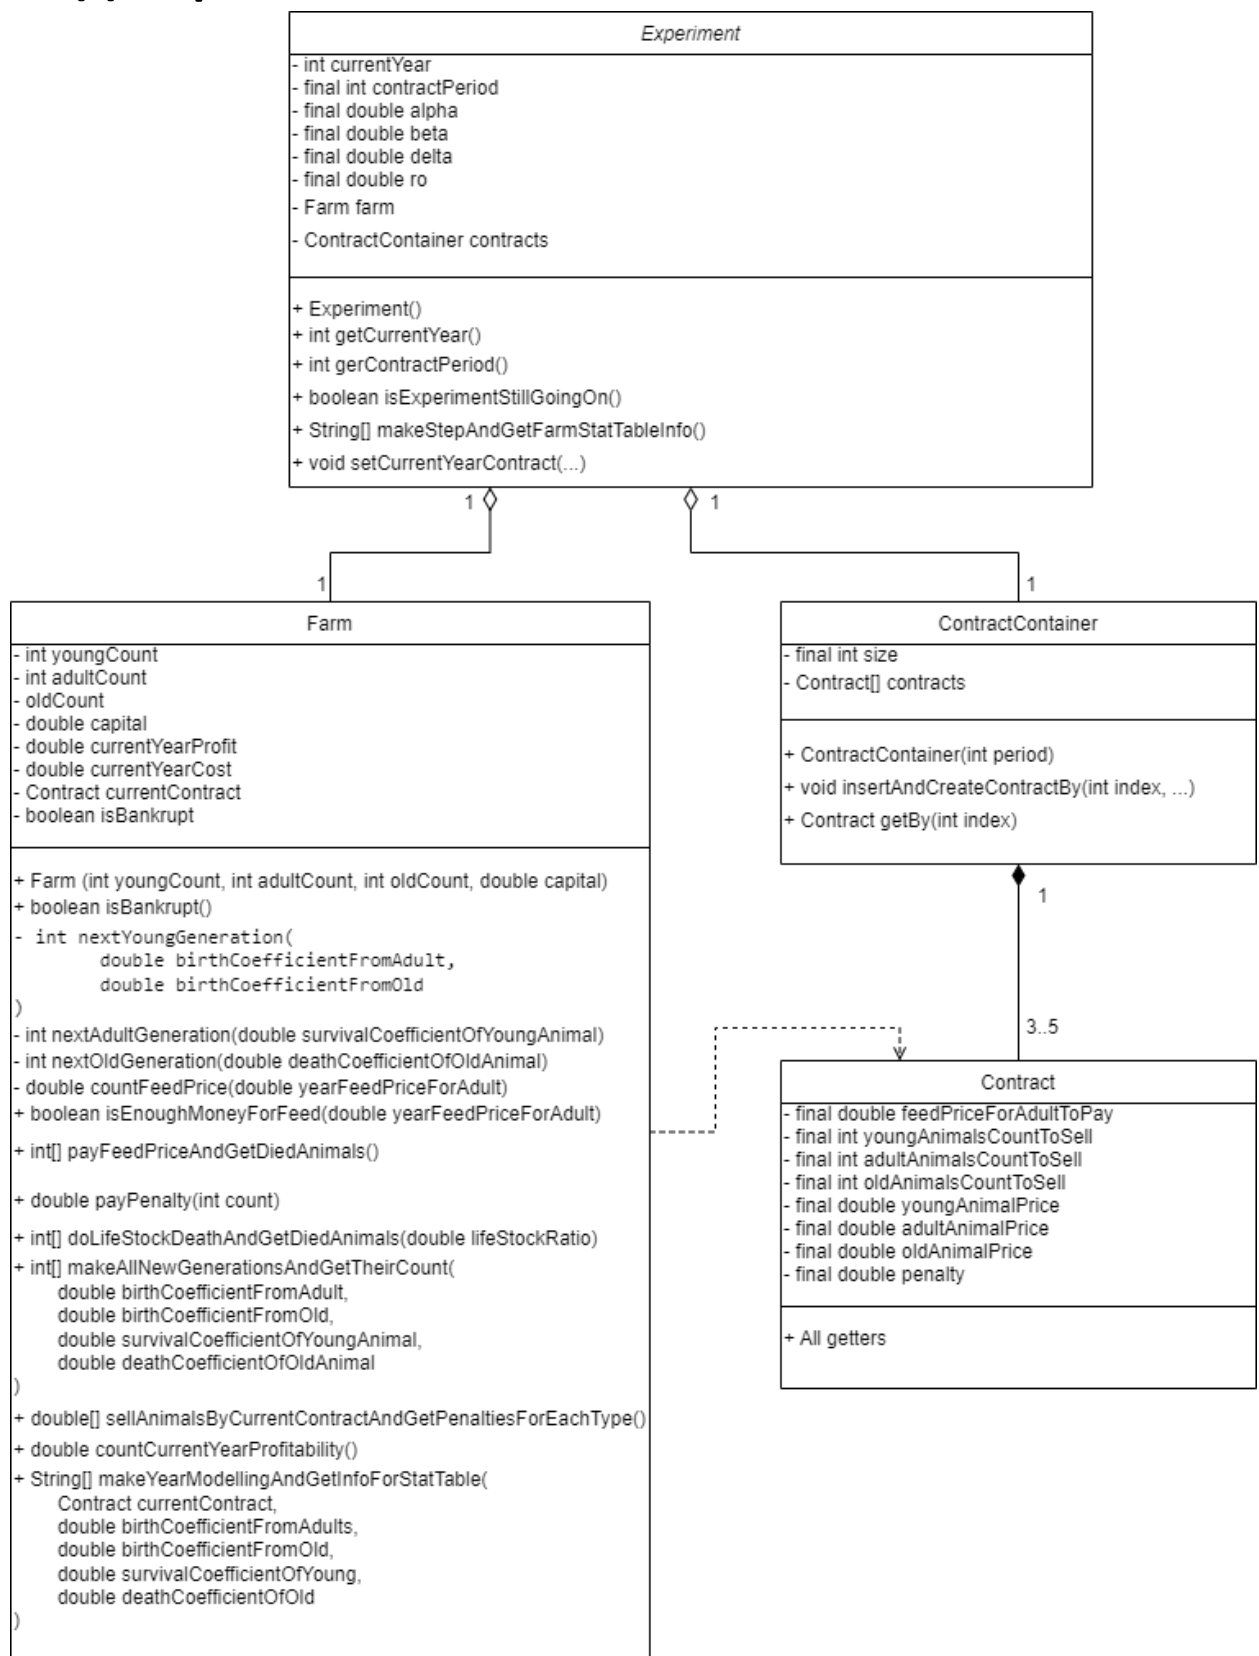 Experiment
- int currentYear
- final int contractPeriod
- final double alpha
- final double beta
- final double delta
- final double ro
- Farm farm
- ContractContainer contracts
+ Experiment()
+ int getCurrentYear()
+ int gerContractPeriod()
+ boolean isExperimentStillGoingOn()
+ String[] makeStepAndGetFarmStatTableInfo()
+ void setCurrentYearContract(...)
1
1
1
1
Farm
- int youngCount
- int adultCount
- oldCount
- double capital
- double currentYearProfit
- double currentYearCost
- Contract currentContract
- boolean isBankrupt
+ Farm (int youngCount, int adultCount, int oldCount, double capital)
+ boolean isBankrupt()
- int nextYoungGeneration(
double birthCoefficientFromAdult,
double birthCoefficientFromOld
)
- int nextAdultGeneration(double survivalCoefficientOfYoungAnimal)
- int nextOldGeneration(double deathCoefficientOfOldAnimal)
- double countFeedPrice(double yearFeedPriceForAdult)
+ boolean isEnoughMoneyForFeed(double yearFeedPriceForAdult)
+ int[] payFeedPriceAndGetDiedAnimals()
+ double payPenalty(int count)
+ int[] doLifeStockDeathAndGetDiedAnimals(double lifeStockRatio)
+ int[] makeAllNewGenerationsAndGetTheirCount(
double birthCoefficientFromAdult,
double birthCoefficientFromOld,
double survivalCoefficientOfYoungAnimal,
double deathCoefficientOfOldAnimal
)
+ double[] sellAnimalsByCurrentContractAndGetPenaltiesForEachType()
+ double countCurrentYearProfitability()
+ String[] makeYearModellingAndGetInfoForStatTable(
Contract currentContract,
double birthCoefficientFromAdults,
double birthCoefficientFromOld,
double survivalCoefficientOfYoung,
double deathCoefficientOfOld
)
ContractContainer
- final int size
- Contract[] contracts
+ ContractContainer(int period)
+ void insertAndCreateContractBy(int index, ...)
+ Contract getBy(int index)
1
3..5
Contract
- final double feedPriceForAdultToPay
- final int youngAnimalsCountToSell
- final int adultAnimalsCountToSell
- final int oldAnimalsCountToSell
- final double youngAnimalPrice
- final double adultAnimalPrice
- final double oldAnimalPrice
- final double penalty
+ All getters